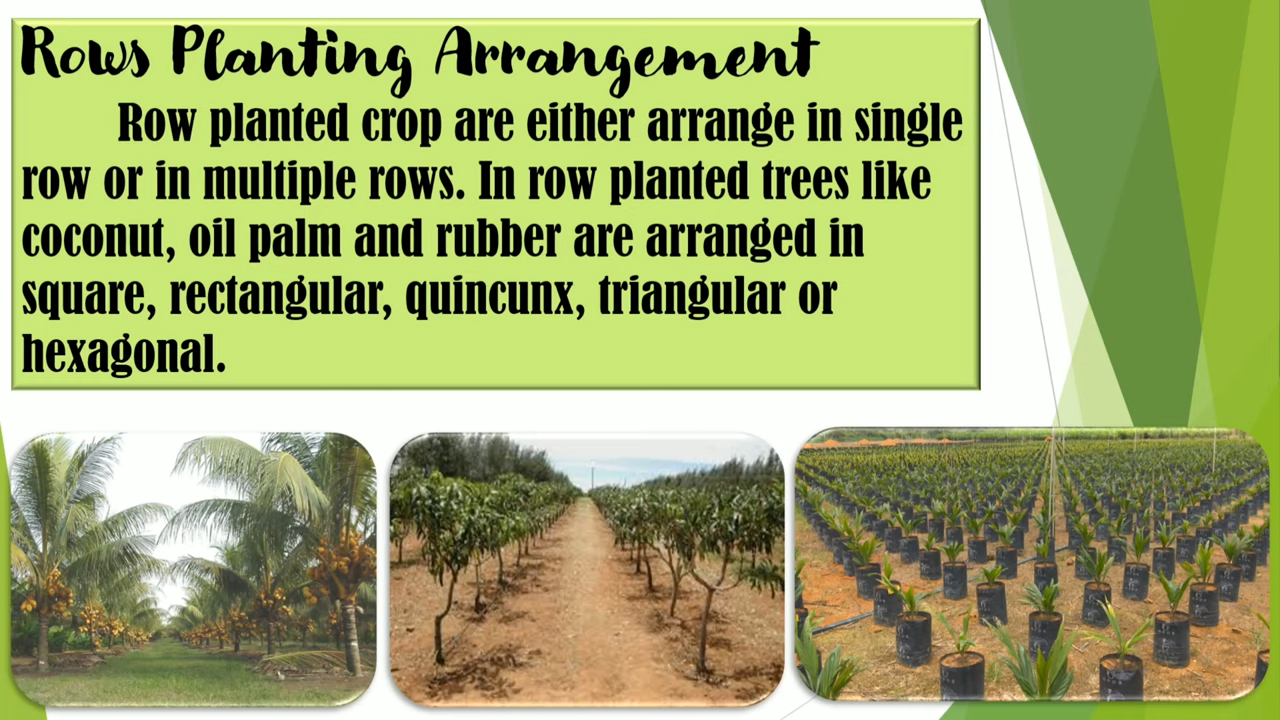 Rows Planting Arrangement
Row planted crop are either arrange in single
row or in multiple rows. In row planted trees like
coconut, oil palm and rubber are arranged in
square, rectangular, quincunx, triangular or
hexagonal.